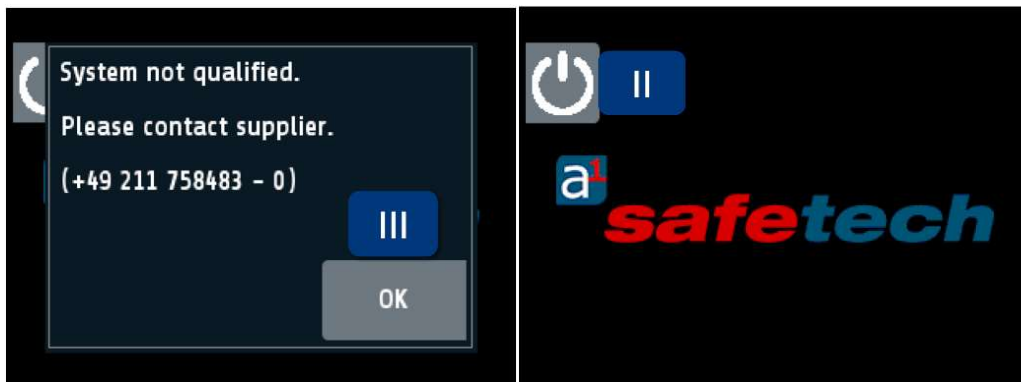 System not qualified.
Please contact supplier.
(+49 211 758483 - 0)
III
OK
II
a1
safetech